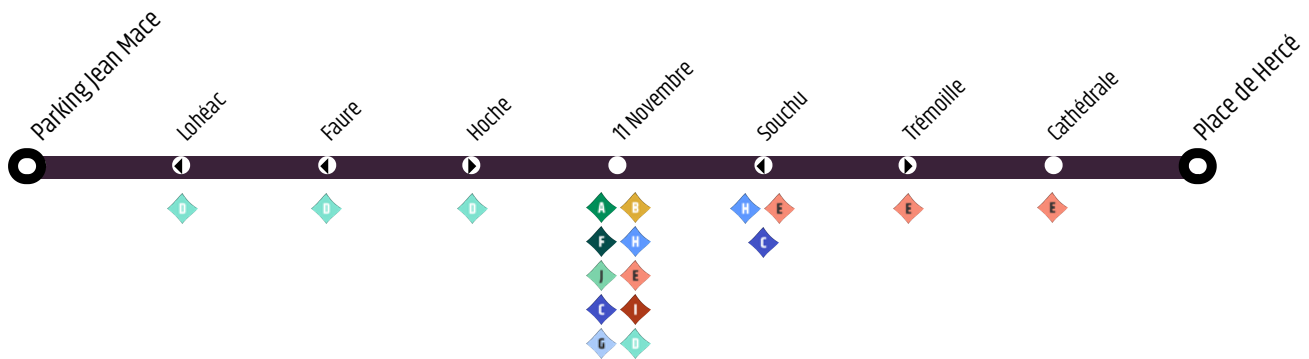 Parking Jean Mace
Lohéac
Faure
Hoche
11 Novembre
Souchu
Trémoille
Cathédrale
Place de Hercé
D
D
D
A B
H E
E
E
F H
C
J E
C I
G D